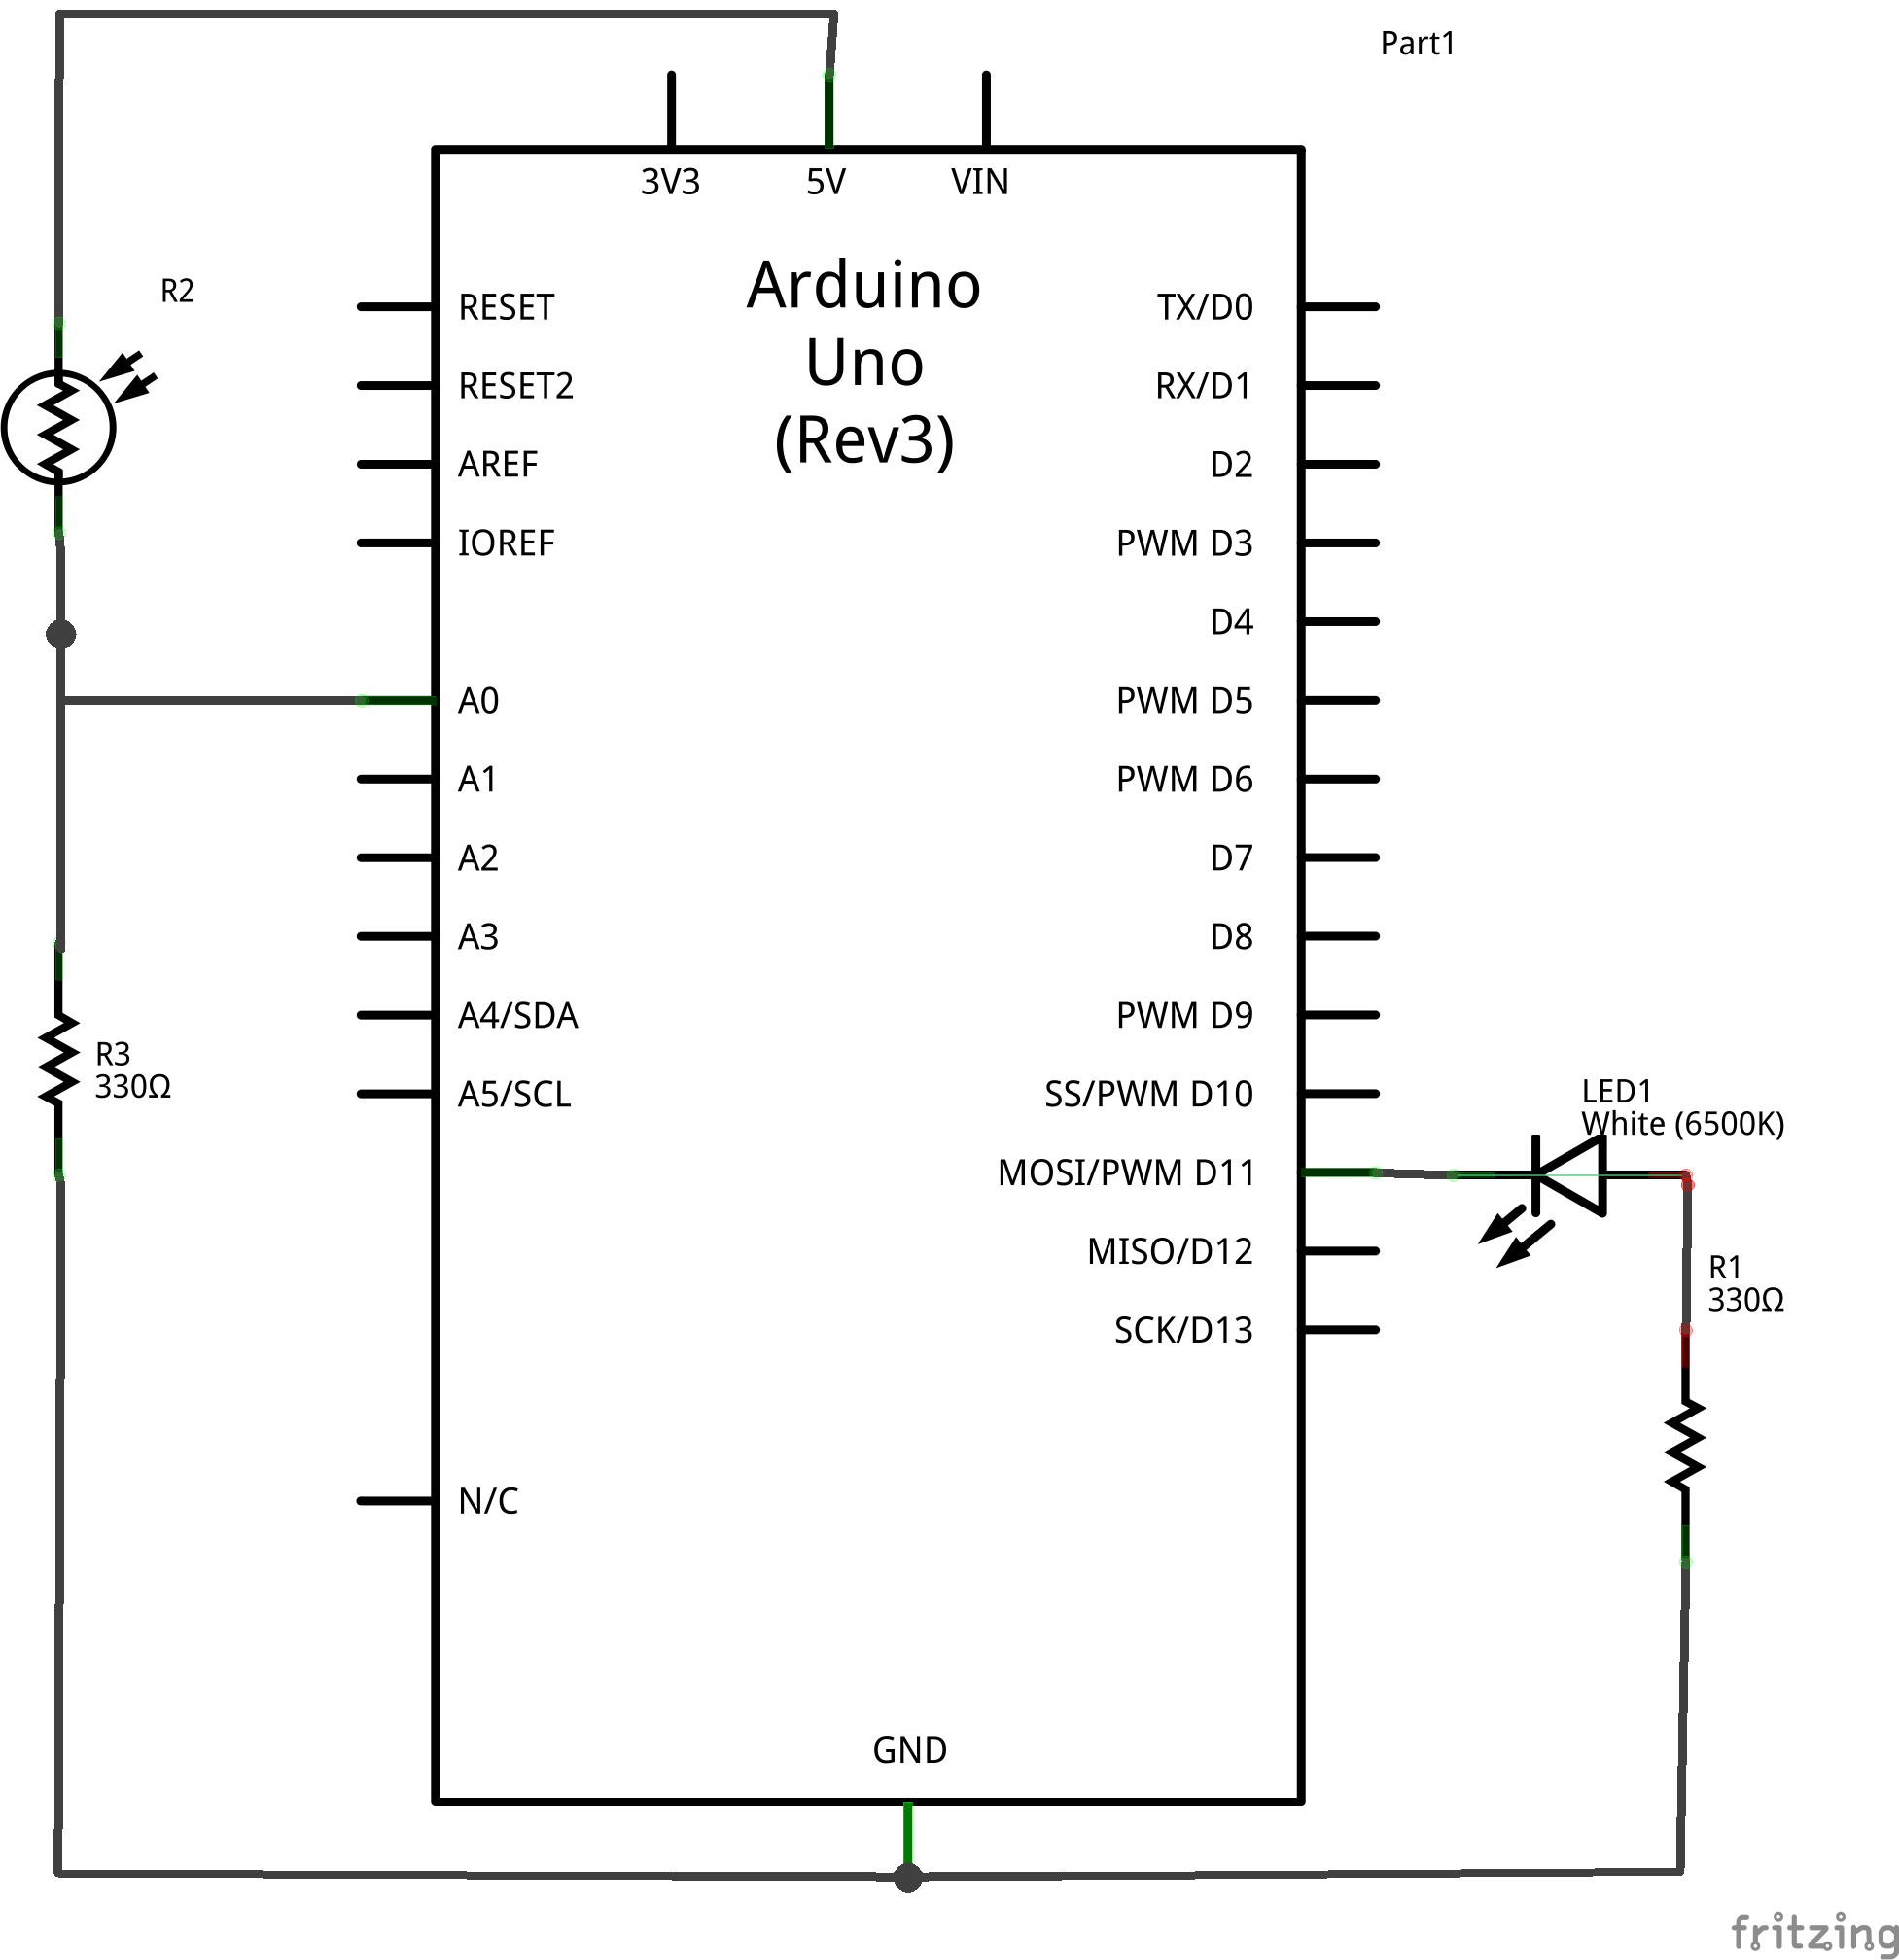 Part1
3V3
5V
VIN
Arduino
Uno
(Rev3)
R2
RESET
RESET2
AREF
IOREF
A0
A1
A2
A3
A4/SDA
A5/SCL
N/C
TX/D0
RX/D1
D2
PWM D3
D4
PWM D5
PWM D6
D7
D8
PWM D9
SS/PWM D10
MOSI/PWM D11
MISO/D12
SCK/D13
GND
R3
330Ω
LED1
White (6500K)
R1
330Ω
fritzing